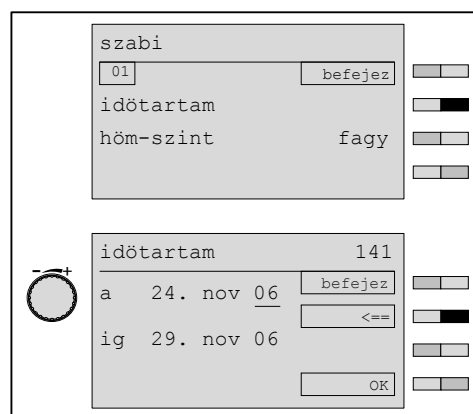 szabi
01 befejez
idötartam
höm-szint fagy
idötartam 141
- +
befejez
a 24. nov 06
<==
ig 29. nov 06
OK